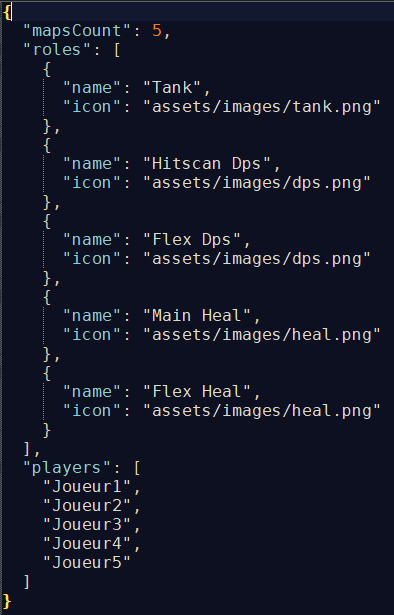 {
  "mapsCount": 5,
  "roles": [
    {
      "name": "Tank",
      "icon": "assets/images/tank.png"
    },
    {
      "name": "Hitscan Dps",
      "icon": "assets/images/dps.png"
    },
    {
      "name": "Flex Dps",
      "icon": "assets/images/dps.png"
    },
    {
      "name": "Main Heal",
      "icon": "assets/images/heal.png"
    },
    {
      "name": "Flex Heal",
      "icon": "assets/images/heal.png"
    }
  ],
  "players": [
    "Joueur1",
    "Joueur2",
    "Joueur3",
    "Joueur4",
    "Joueur5"
  ]
}